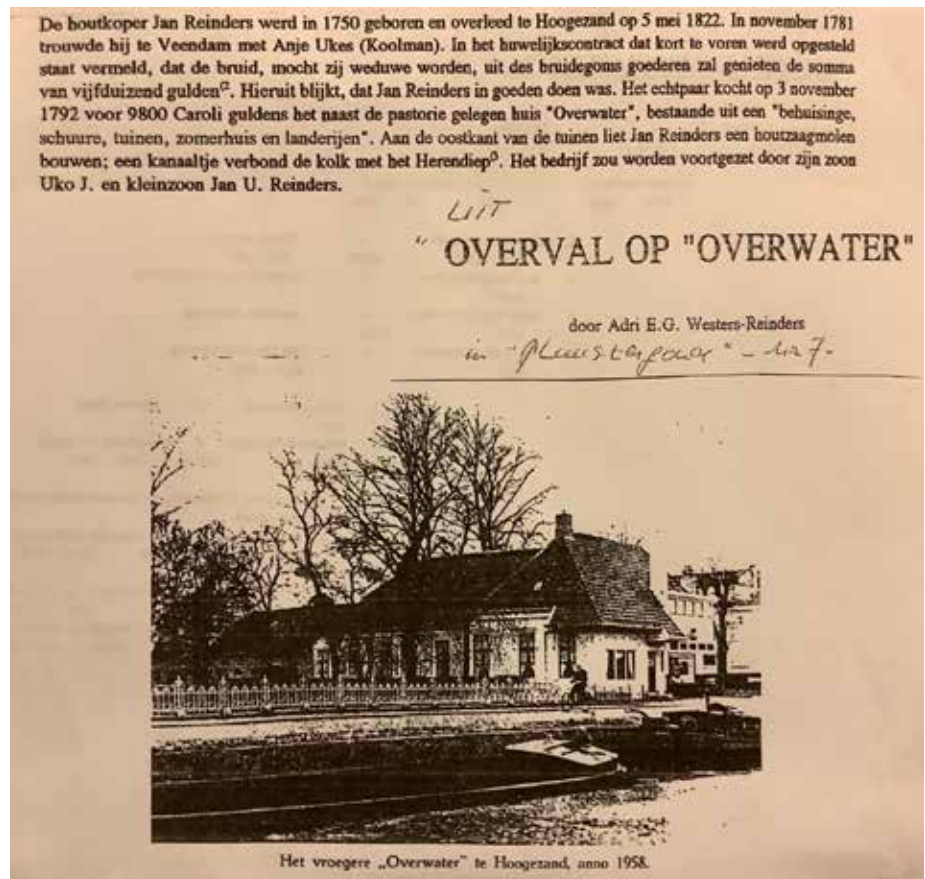 De houtkoper Jan Reinders werd in 1750 geboren en overleed te Hoogezand op 5 mei 1822. In november 1781
trouwde hij te Veendam met Anje Ukes (Koolman). In het huwelijkscontract dat kort te voren werd opgesteld
staat vermeld, dat de bruid, mocht zij weduwe worden, uit des bruidegoms goederen zal genieten de somma
van vijfduizend gulden(2. Hieruit blijkt, dat Jan Reinders in goeden doen was. Het echtpaar kocht op 3 november
1792 voor 9800 Caroli guldens het naast de pastorie gelegen huis "Overwater", bestaande uit een "behuisinge,
schuure, tuinen, zomerhuis en landerijen". Aan de oostkant van de tuinen liet Jan Reinders een houtzaagmolen
bouwen; een kanaaltje verbond de kolk met het Herendiep(3. Het bedrijf zou worden voortgezet door zijn zoon
Uko J. en kleinzoon Jan U. Reinders.
UIT
" OVERVAL OP "OVERWATER"
door Adri E.G. Westers-Reinders
in
Het vroegere „Overwater" te Hoogezand, anno 1958.